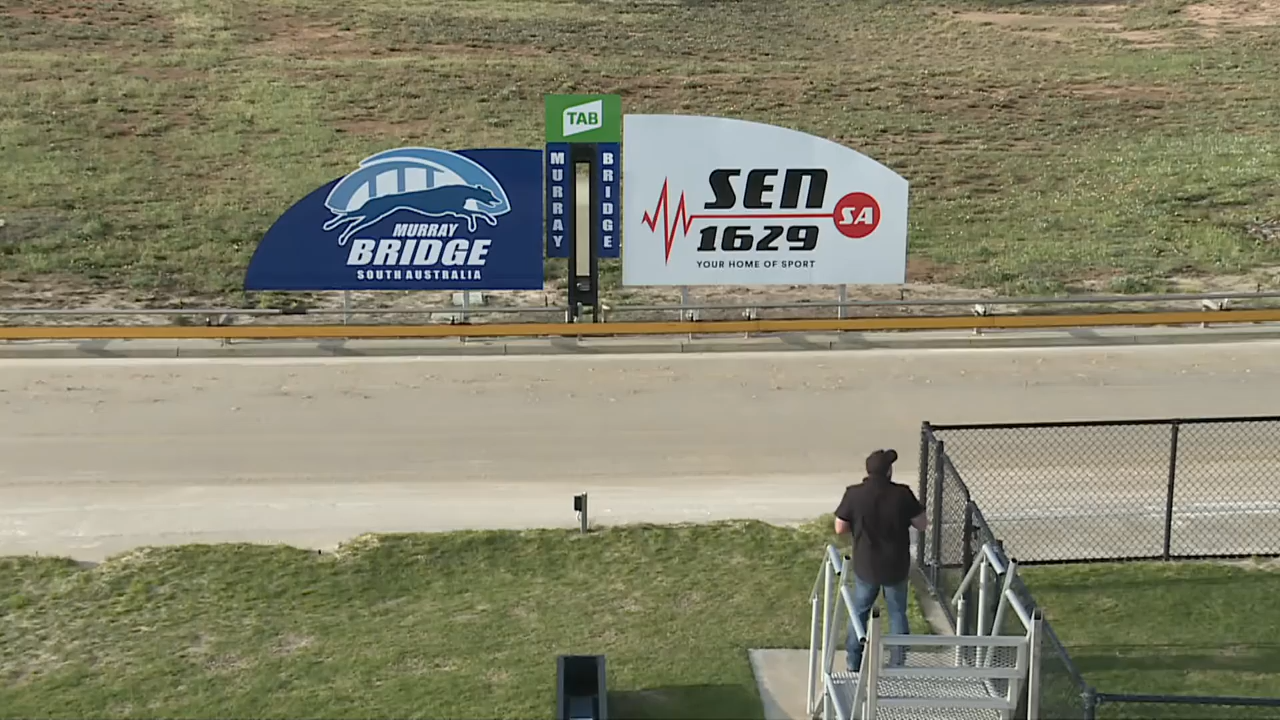 TAB
MURRAY
BRIDGE
MURRAY
BRIDGE
SOUTH AUSTRALIA
SEN
SA
1629
YOUR HOME OF SPORT